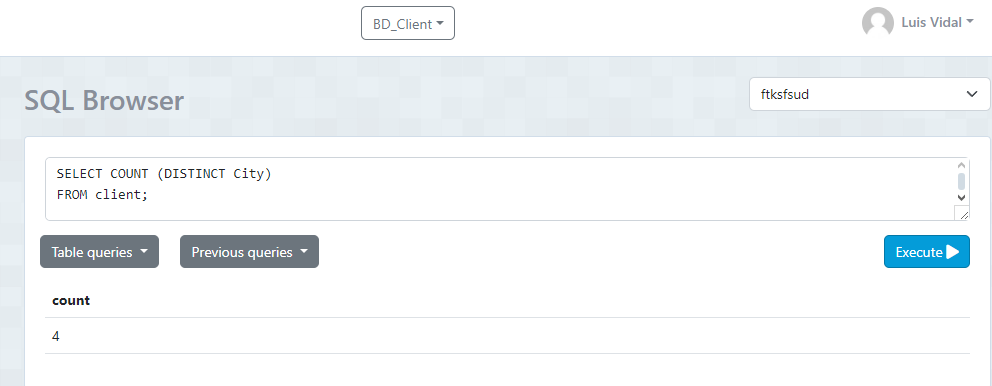 BD_Client
Luis Vidal
SQL Browser
ftksfsud
SELECT COUNT (DISTINCT City)
FROM client;
Table queries
Previous queries
Execute
count
4